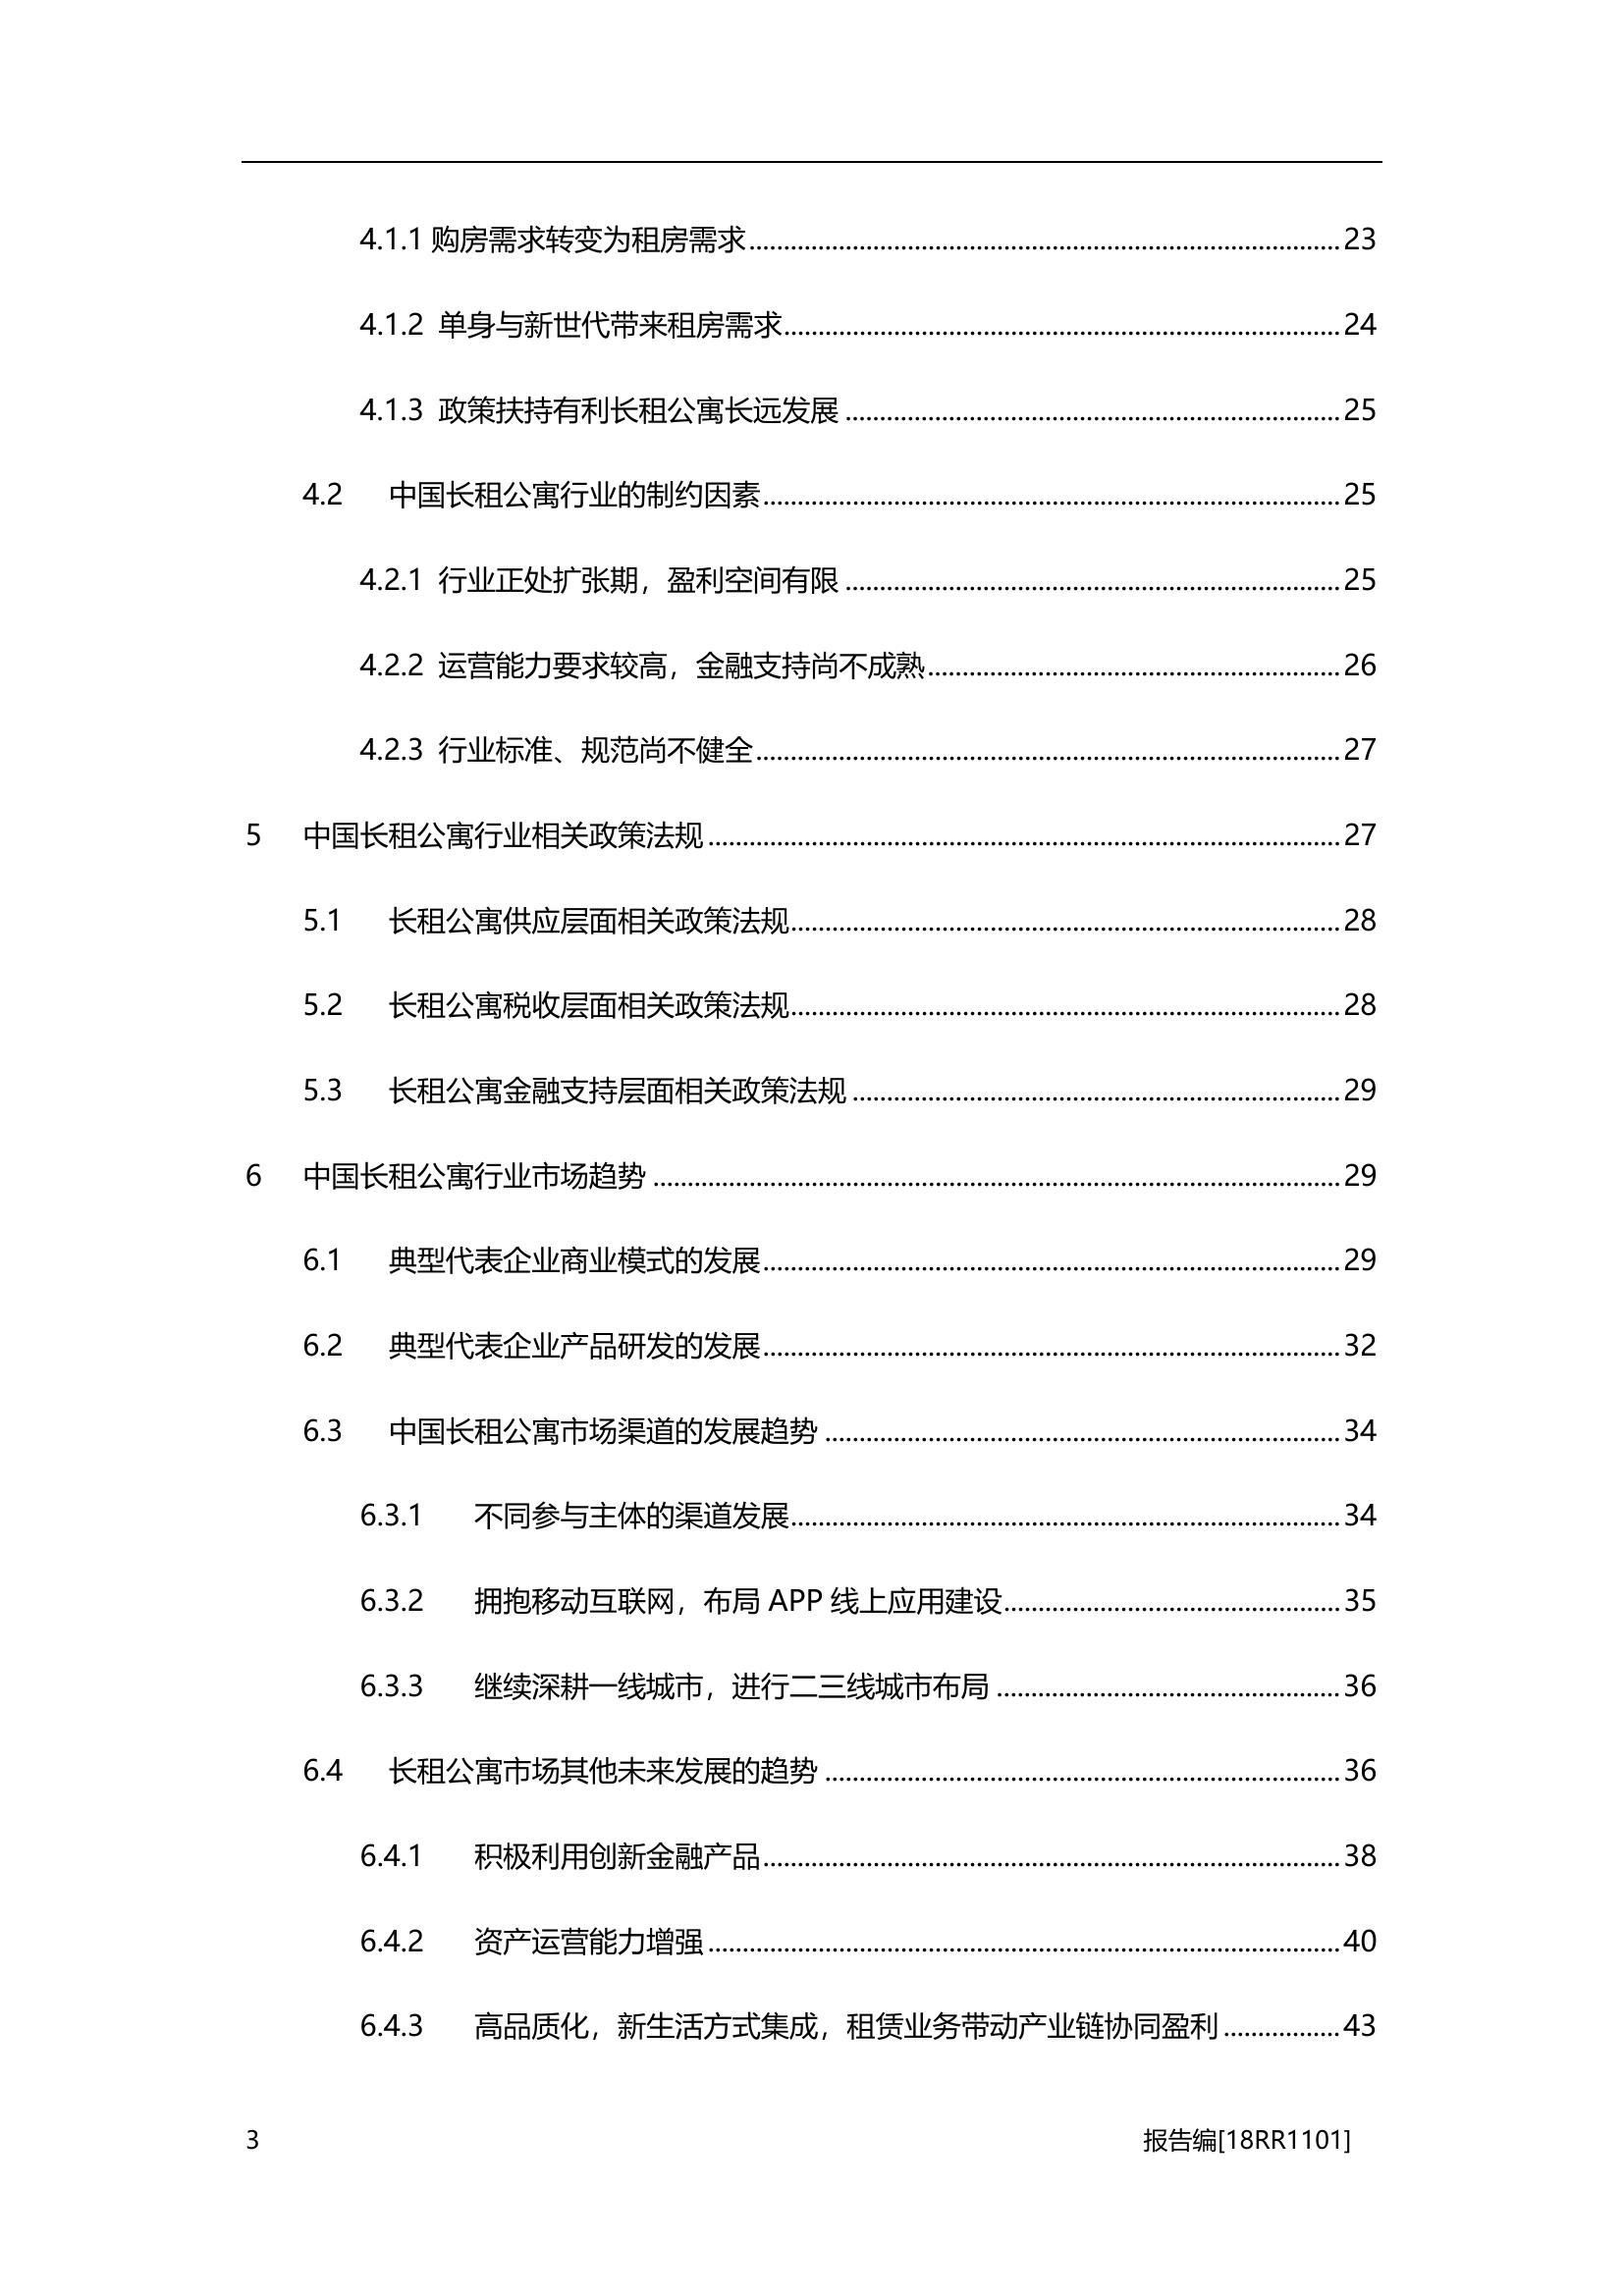 4.1.1 购房需求转变为租房需求........................................23
4.1.2 单身与新世代带来租房需求........................................24
4.1.3 政策扶持有利长租公寓长远发展........................................25
4.2 中国长租公寓行业的制约因素........................................25
4.2.1 行业正处扩张期，盈利空间有限........................................25
4.2.2 运营能力要求较高，金融支持尚不成熟........................................26
4.2.3 行业标准、规范尚不健全........................................27
5 中国长租公寓行业相关政策法规........................................27
5.1 长租公寓供应层面相关政策法规........................................28
5.2 长租公寓税收层面相关政策法规........................................28
5.3 长租公寓金融支持层面相关政策法规........................................29
6 中国长租公寓行业市场趋势........................................29
6.1 典型代表企业商业模式的发展........................................29
6.2 典型代表企业产品研发的发展........................................32
6.3 中国长租公寓市场渠道的发展趋势........................................34
6.3.1 不同参与主体的渠道发展........................................34
6.3.2 拥抱移动互联网，布局 APP 线上应用建设........................................35
6.3.3 继续深耕一线城市，进行二三线城市布局........................................36
6.4 长租公寓市场其他未来发展的趋势........................................36
6.4.1 积极利用创新金融产品........................................38
6.4.2 资产运营能力增强........................................40
6.4.3 高品质化，新生活方式集成，租赁业务带动产业链协同盈利.................43
3 报告编[18RR1101]